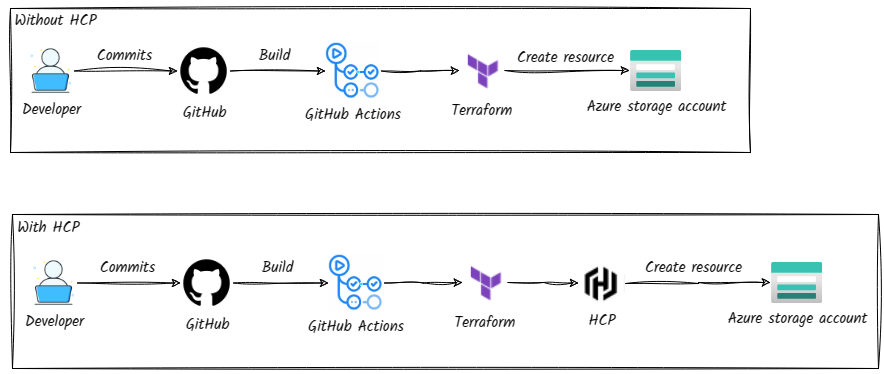 Without HCP
Commits
Build
Create resource
Developer
GitHub
GitHub Actions
Terraform
Azure storage account
With HCP
Commits
Build
Create resource
Developer
GitHub
GitHub Actions
Terraform
HCP
Azure storage account